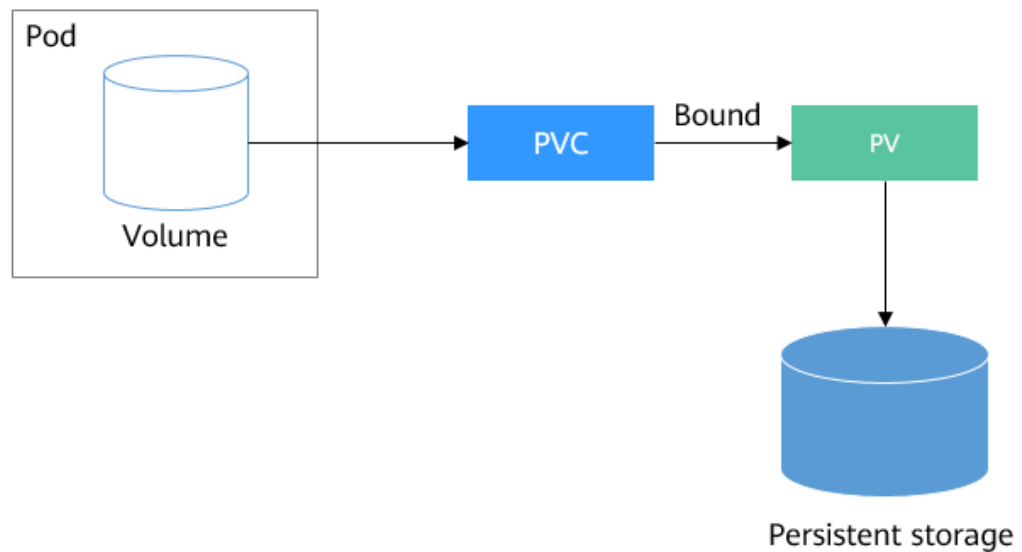 Pod
Volume
PVC
Bound
PV
Persistent storage